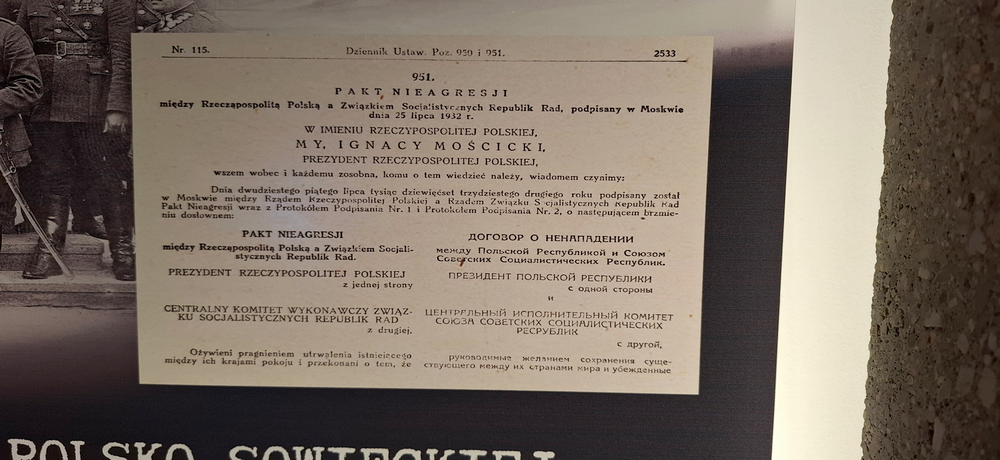 Nr. 115.
Dziennik Ustaw. Poz. 950 i 951.
2533
951.
PAKT NIEAGRESJI
między Rzecząpospolitą Polską a Związkiem Socjalistycznych Republik Rad, podpisany w Moskwie
dnia 25 lipca 1932 r.
W IMIENIU RZECZYPOSPOLITEJ POLSKIEJ,
MY, IGNACY MOŚCICKI,
PREZYDENT RZECZYPOSPOLITEJ POLSKIEJ,
wszem wobec i każdemu zosobna, komu o tem wiedzieć należy, wiadomem czynimy:
Dnia dwudziestego piątego lipca tysiąc dziewięćset trzydziestego drugiego roku podpisany został
w Moskwie między Rządem Rzeczypospolitej Polskiej a Rządem Związku Socjalistycznych Republik Rad
Pakt Nieagresji wraz z Protokółem Podpisania Nr. 1 i Protokółem Podpisania Nr. 2, o następującem brzmie-
niu dosłownem:
PAKT NIEAGRESJI
między Rzecząpospolitą Polską a Związkiem Socjali-
stycznych Republik Rad.
PREZYDENT RZECZYPOSPOLITEJ POLSKIEJ
z jednej strony
CENTRALNY KOMITET WYKONAWCZY ZWIĄZ-
KU SOCJALISTYCZNYCH REPUBLIK RAD
z drugiej.
Ożywieni pragnieniem utrwalenia istniejącego
między ich krajami pokoju i przekonani o tem, że
ДОГОВОР О НЕНАПАДЕНИИ
между Польской Республикой и Союзом
Советских Социалистических Республик.
ПРЕЗИДЕНТ ПОЛЬСКОЙ РЕСПУБЛИКИ
с одной стороны
и
ЦЕНТРАЛЬНЫЙ ИСПОЛНИТЕЛЬНЫЙ КОМИТЕТ
СОЮЗА СОВЕТСКИХ СОЦИАЛИСТИЧЕСКИХ
РЕСПУБЛИК
с другой,
руководимые желанием сохранения суще-
ствующего между их странами мира и убежденные
POLSKO SOWIECKIEJ